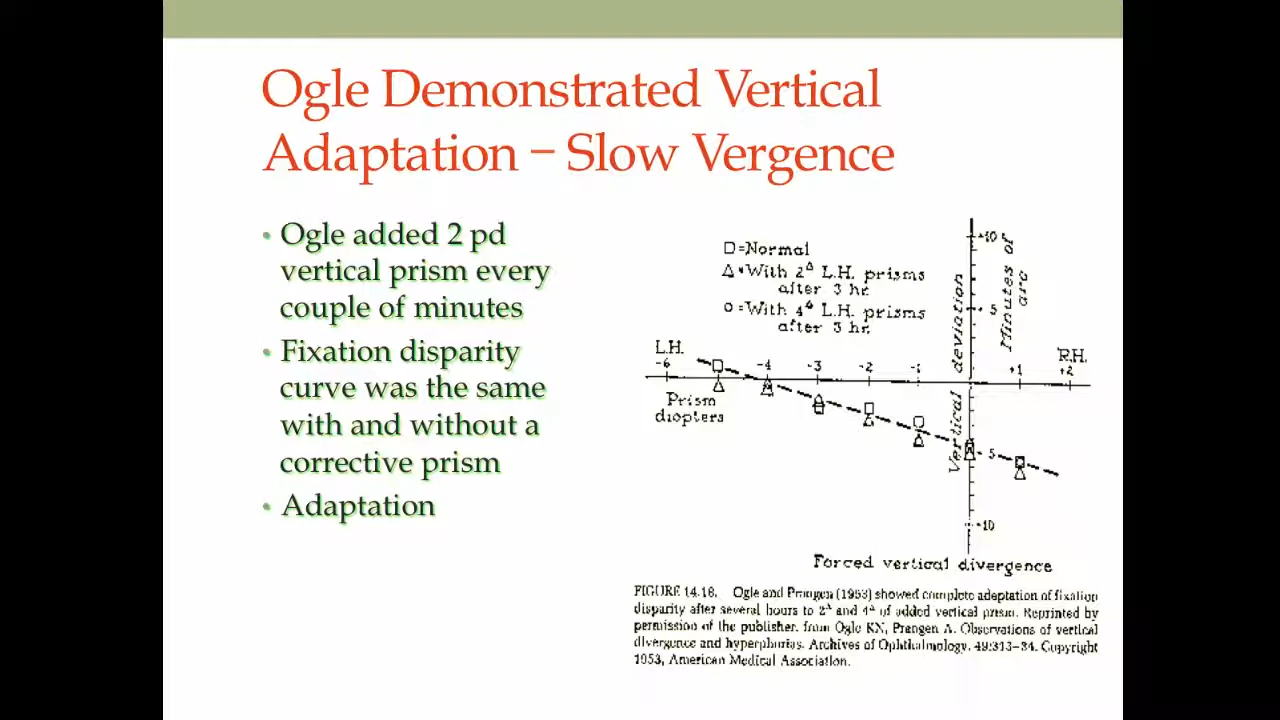 Ogle Demonstrated Vertical
Adaptation – Slow Vergence
• Ogle added 2 pd
vertical prism every
couple of minutes
• Fixation disparity
curve was the same
with and without a
corrective prism
• Adaptation
□=Normal
△=With 2Δ L.H. prisms
after 3 hr.
o=With 4Δ L.H. prisms
after 3 hr.
+10
Minutes of
arc
+5
Vertical deviation
L.H.
R.H.
-6 -4 -3 -2 -1 +1 +2
Prism
diopters
-5
-10
Forced vertical divergence
FIGURE 14.18. Ogle and Prangen (1953) showed complete adaptation of fixation
disparity after several hours to 2Δ and 4Δ of added vertical prism. Reprinted by
permission of the publisher. from Ogle KN, Prangen A. Observations of vertical
divergence and hyperphorias. Archives of Ophthalmology. 49:313–34. Copyright
1953, American Medical Association.